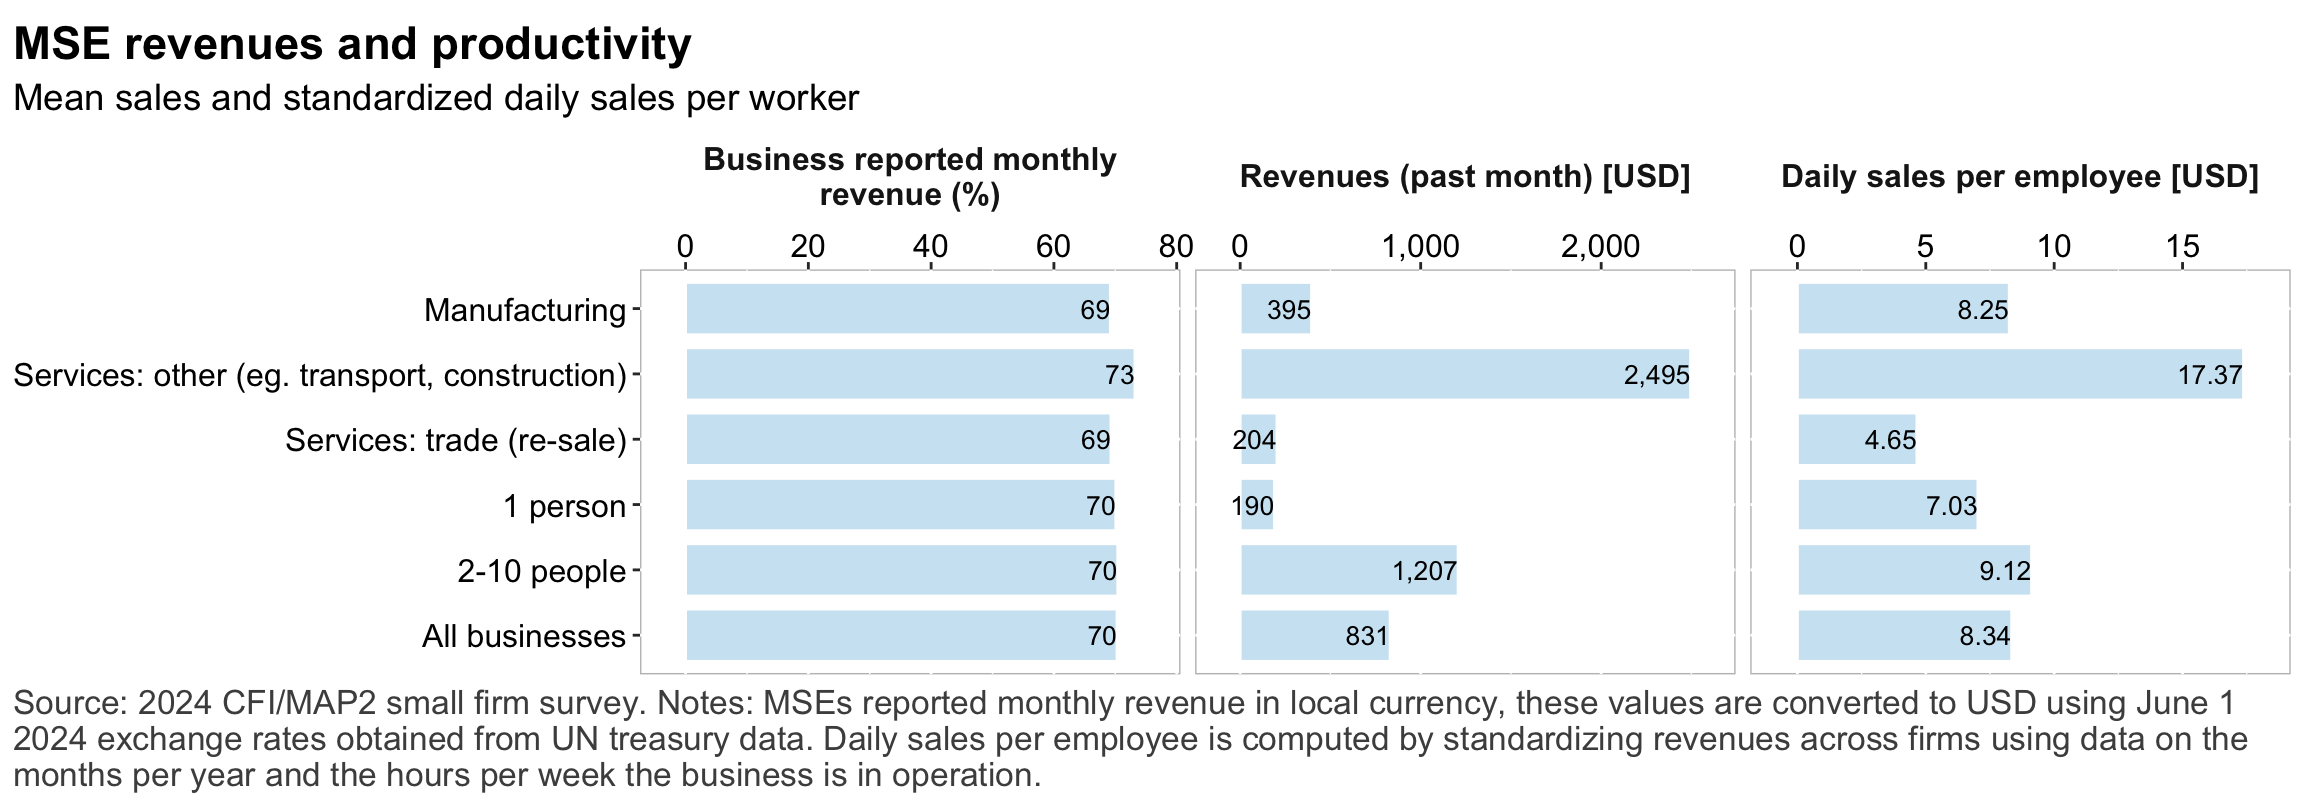 MSE revenues and productivity
Mean sales and standardized daily sales per worker
Business reported monthly
revenue (%)
Revenues (past month) [USD]
Daily sales per employee [USD]
0 20 40 60 80 0 1,000 2,000 0 5 10 15
Manufacturing 69 395 8.25
Services: other (eg. transport, construction) 73 2,495 17.37
Services: trade (re-sale) 69 204 4.65
1 person 70 190 7.03
2-10 people 70 1,207 9.12
All businesses 70 831 8.34
Source: 2024 CFI/MAP2 small firm survey. Notes: MSEs reported monthly revenue in local currency, these values are converted to USD using June 1
2024 exchange rates obtained from UN treasury data. Daily sales per employee is computed by standardizing revenues across firms using data on the
months per year and the hours per week the business is in operation.